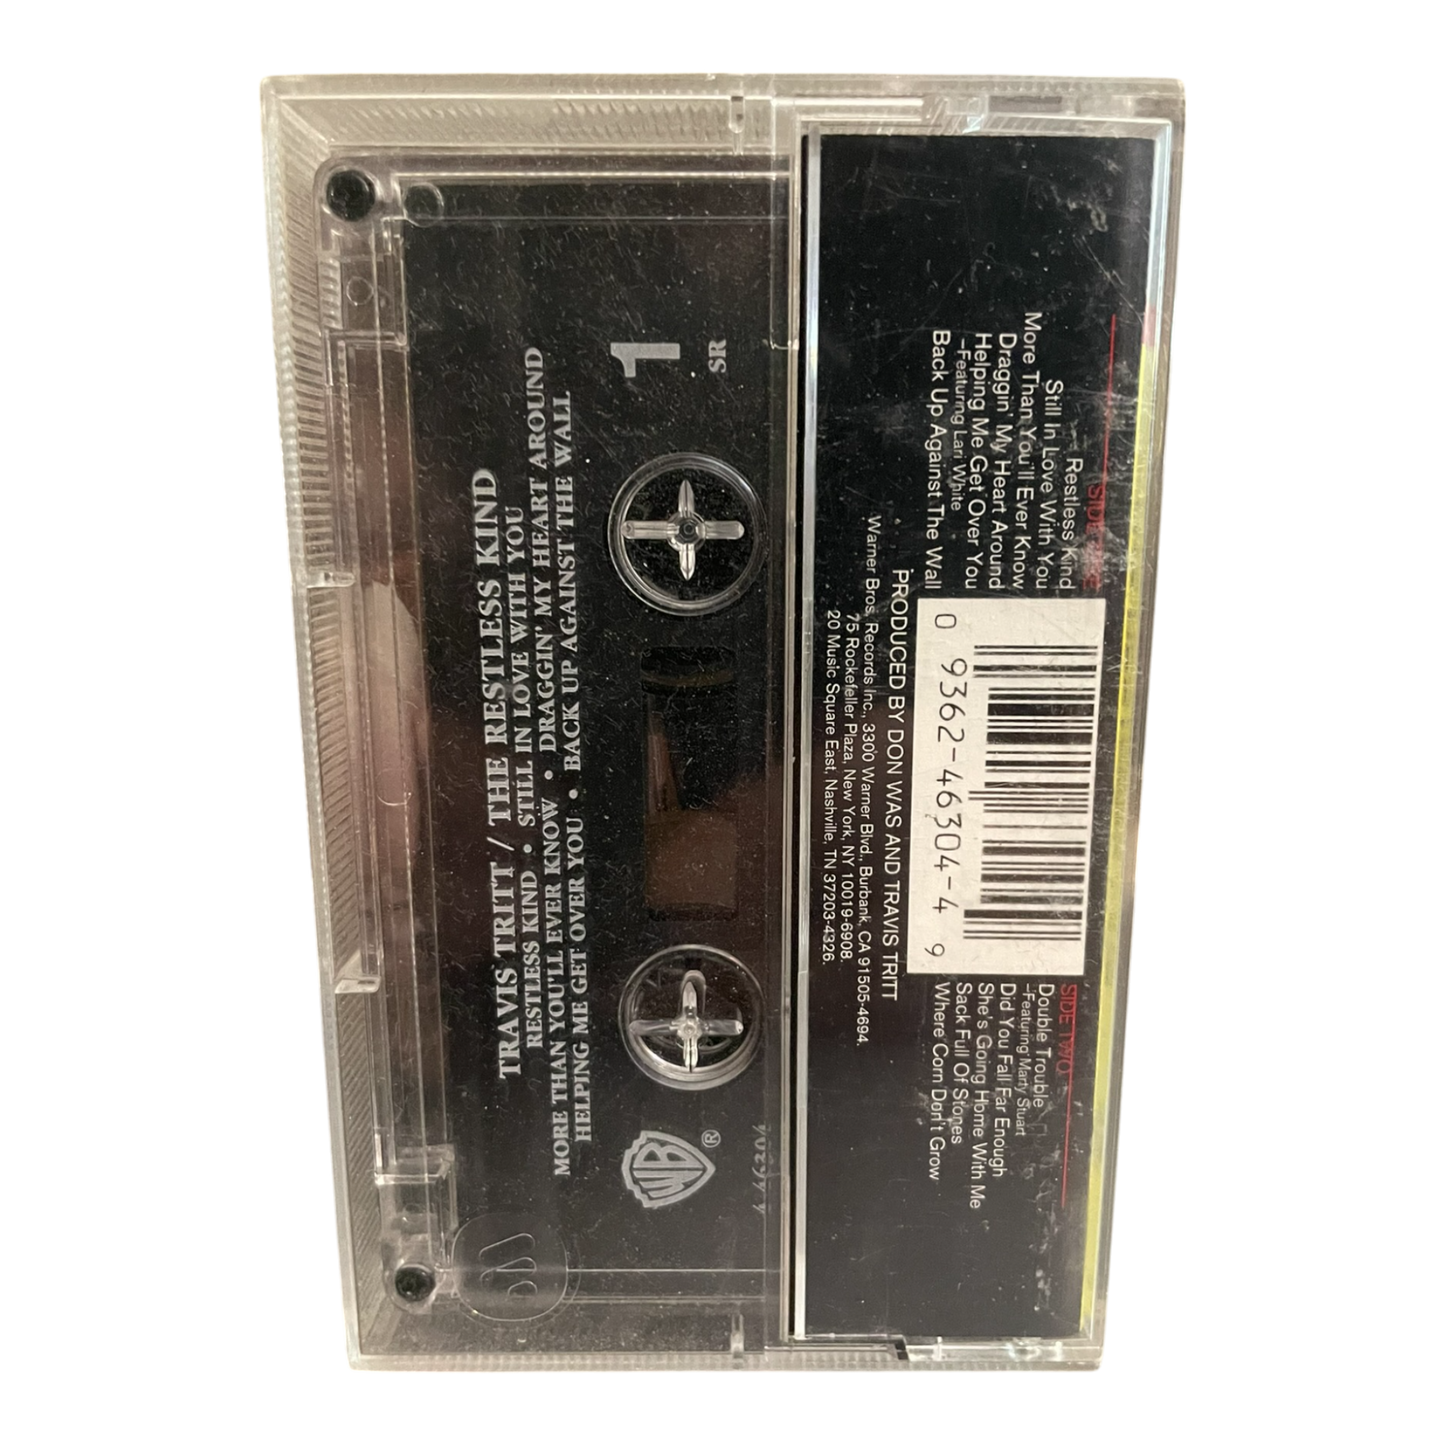 1
SR
TRAVIS TRITT / THE RESTLESS KIND
RESTLESS KIND • STILL IN LOVE WITH YOU
MORE THAN YOU'LL EVER KNOW • DRAGGIN' MY HEART AROUND
HELPING ME GET OVER YOU • BACK UP AGAINST THE WALL
WB
®
SIDE
Restless Kind
Still In Love With You
More Than You'll Ever Know
Draggin' My Heart Around
Helping Me Get Over You
–Featuring Lari White
Back Up Against The Wall
0 9362-46304-4 9
SIDE TWO
Double Trouble
–Featuring Marty Stuart
Did You Fall Far Enough
She's Going Home With Me
Sack Full Of Stones
Where Corn Don't Grow
PRODUCED BY DON WAS AND TRAVIS TRITT
Warner Bros. Records Inc., 3300 Warner Blvd., Burbank, CA 91505-4694.
75 Rockefeller Plaza, New York, NY 10019-6908.
20 Music Square East, Nashville, TN 37203-4326.